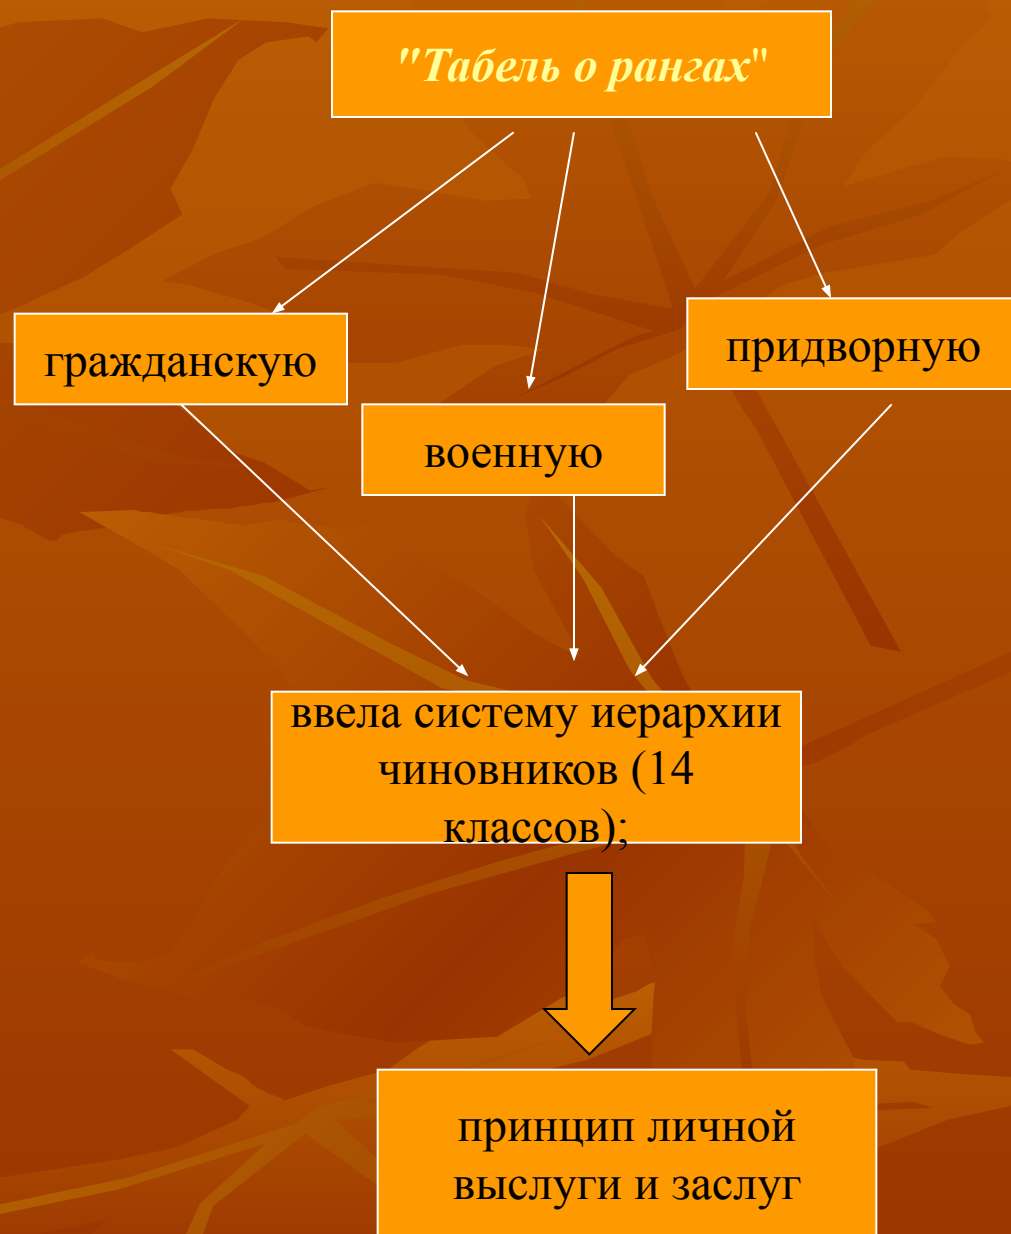 "Табель о рангах"
гражданскую
придворную
военную
ввела систему иерархии
чиновников (14
классов);
принцип личной
выслуги и заслуг